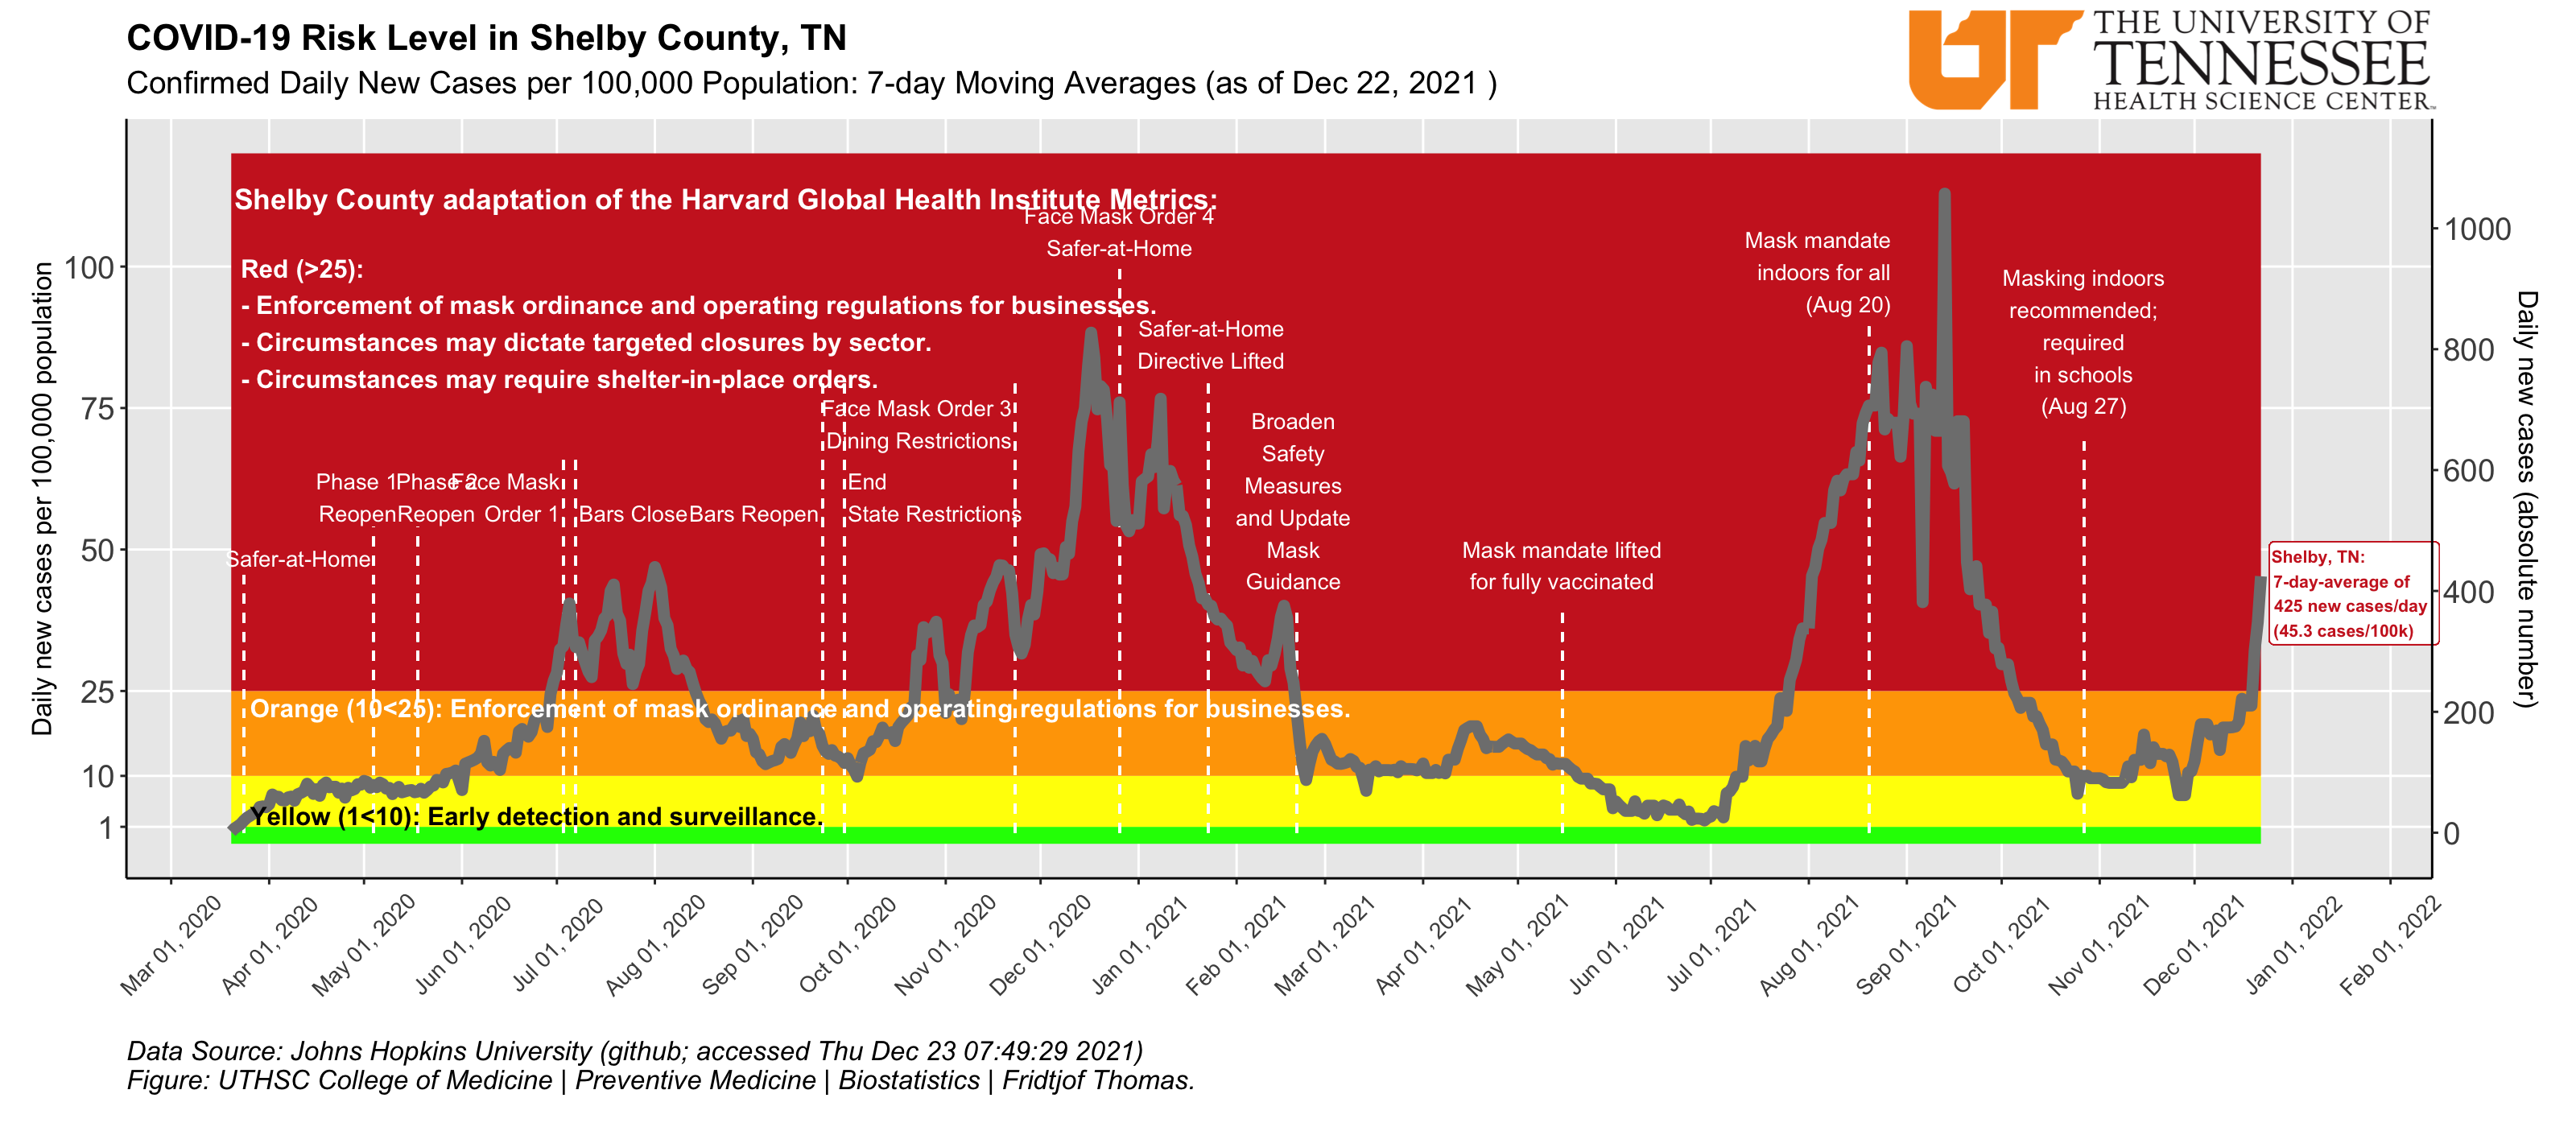 COVID-19 Risk Level in Shelby County, TN
Confirmed Daily New Cases per 100,000 Population: 7-day Moving Averages (as of Dec 22, 2021 )
THE UNIVERSITY OF
TENNESSEE
HEALTH SCIENCE CENTER™
Daily new cases per 100,000 population
100
75
50
25
10
1
Shelby County adaptation of the Harvard Global Health Institute Metrics:
Red (>25):
- Enforcement of mask ordinance and operating regulations for businesses.
- Circumstances may dictate targeted closures by sector.
- Circumstances may require shelter-in-place orders.
Safer-at-Home
Phase 1
Reopen
Phase 2
Reopen
Face Mask
Order 1
Bars Close
Bars Reopen
End
State Restrictions
Face Mask Order 3
Dining Restrictions
Face Mask Order 4
Safer-at-Home
Safer-at-Home
Directive Lifted
Broaden
Safety
Measures
and Update
Mask
Guidance
Mask mandate lifted
for fully vaccinated
Mask mandate
indoors for all
(Aug 20)
Masking indoors
recommended;
required
in schools
(Aug 27)
Orange (10<25): Enforcement of mask ordinance and operating regulations for businesses.
Yellow (1<10): Early detection and surveillance.
Shelby, TN:
7-day-average of
425 new cases/day
(45.3 cases/100k)
1000
800
600
400
200
0
Daily new cases (absolute number)
Mar 01, 2020
Apr 01, 2020
May 01, 2020
Jun 01, 2020
Jul 01, 2020
Aug 01, 2020
Sep 01, 2020
Oct 01, 2020
Nov 01, 2020
Dec 01, 2020
Jan 01, 2021
Feb 01, 2021
Mar 01, 2021
Apr 01, 2021
May 01, 2021
Jun 01, 2021
Jul 01, 2021
Aug 01, 2021
Sep 01, 2021
Oct 01, 2021
Nov 01, 2021
Dec 01, 2021
Jan 01, 2022
Feb 01, 2022
Data Source: Johns Hopkins University (github; accessed Thu Dec 23 07:49:29 2021)
Figure: UTHSC College of Medicine | Preventive Medicine | Biostatistics | Fridtjof Thomas.